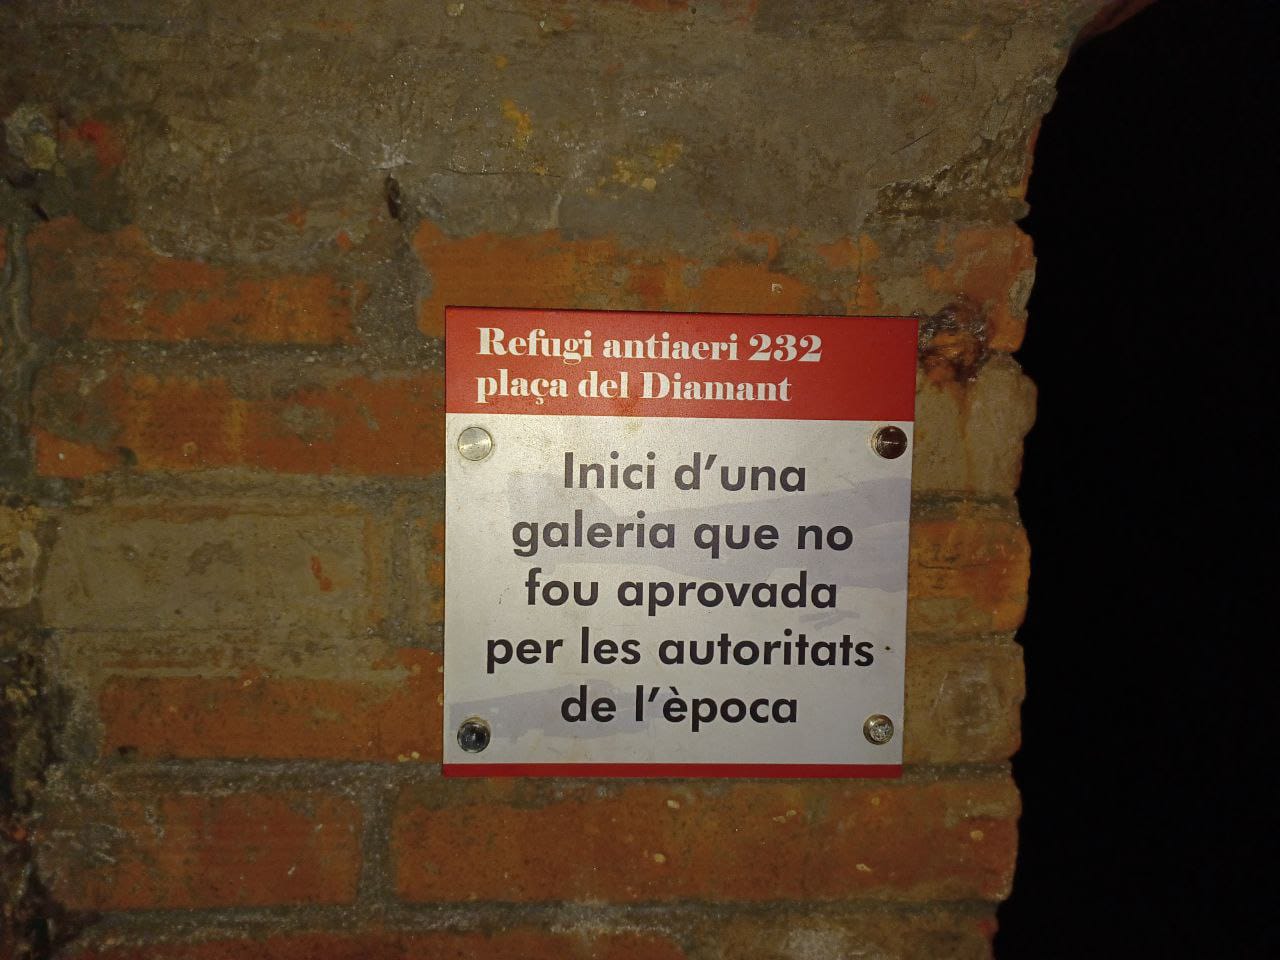 Refugi antiaeri 232
plaça del Diamant
Inici d’una
galeria que no
fou aprovada
per les autoritats
de l’època